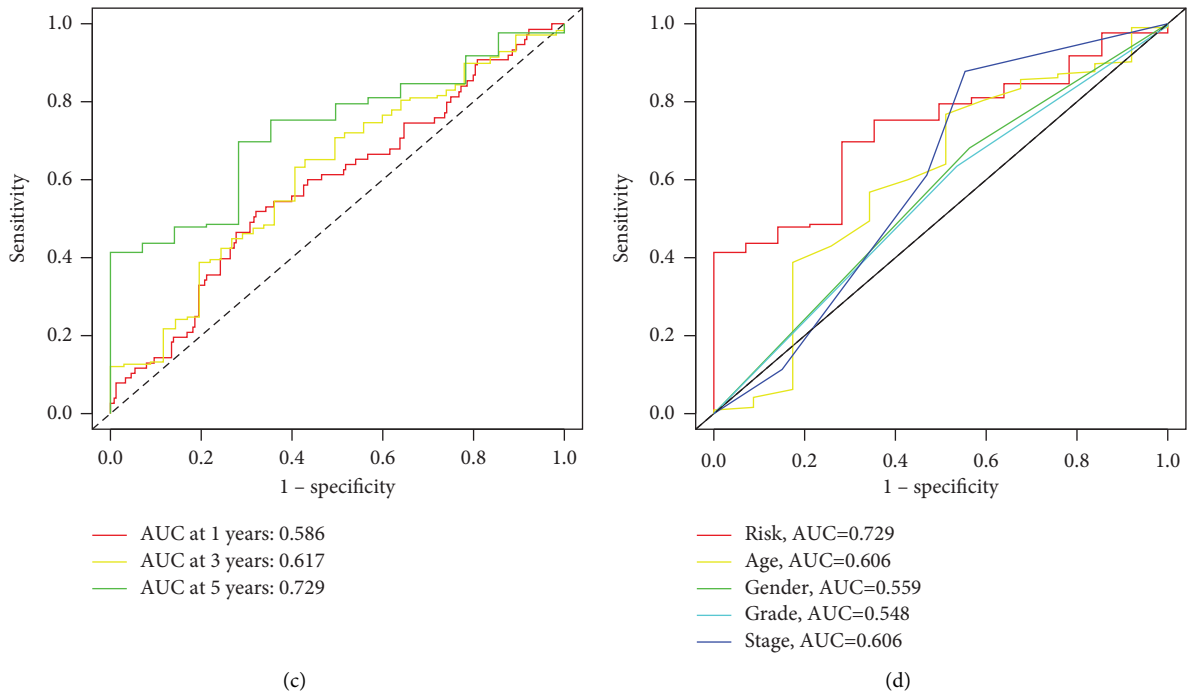 1.0
0.8
0.6
0.4
0.2
0.0
Sensitivity
0.0 0.2 0.4 0.6 0.8 1.0
1 – specificity
AUC at 1 years: 0.586
AUC at 3 years: 0.617
AUC at 5 years: 0.729
(c)
1.0
0.8
0.6
0.4
0.2
0.0
Sensitivity
0.0 0.2 0.4 0.6 0.8 1.0
1 – specificity
Risk, AUC=0.729
Age, AUC=0.606
Gender, AUC=0.559
Grade, AUC=0.548
Stage, AUC=0.606
(d)